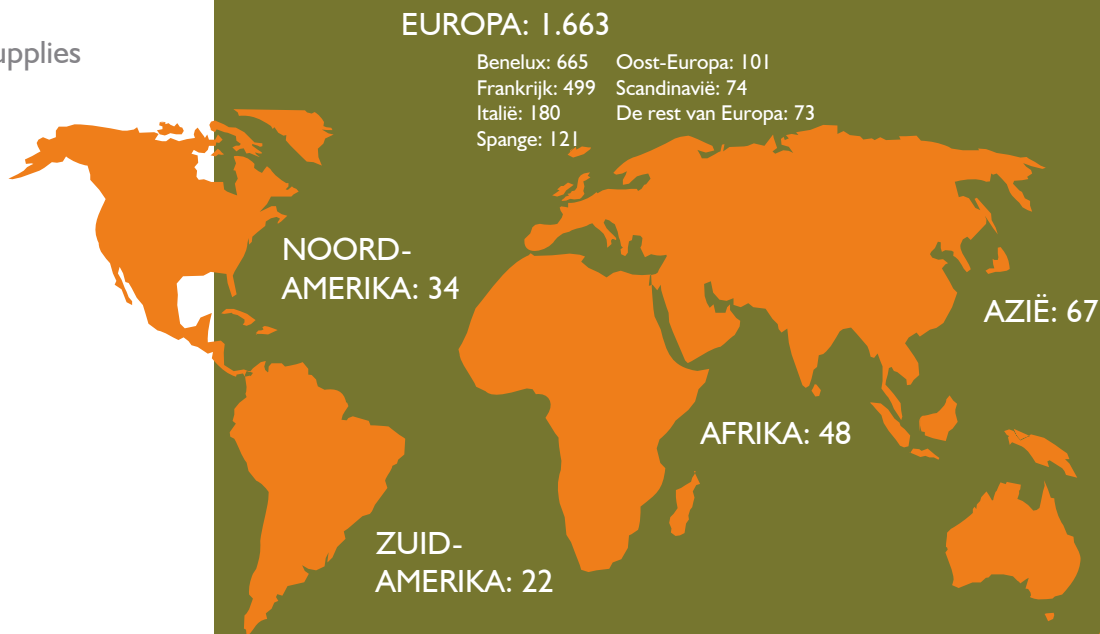 EUROPA: 1.663
upplies
Benelux: 665 Oost-Europa: 101
Frankrijk: 499 Scandinavië: 74
Italië: 180 De rest van Europa: 73
Spange: 121
NOORD-
AMERIKA: 34
AZIË: 67
AFRIKA: 48
ZUID-
AMERIKA: 22